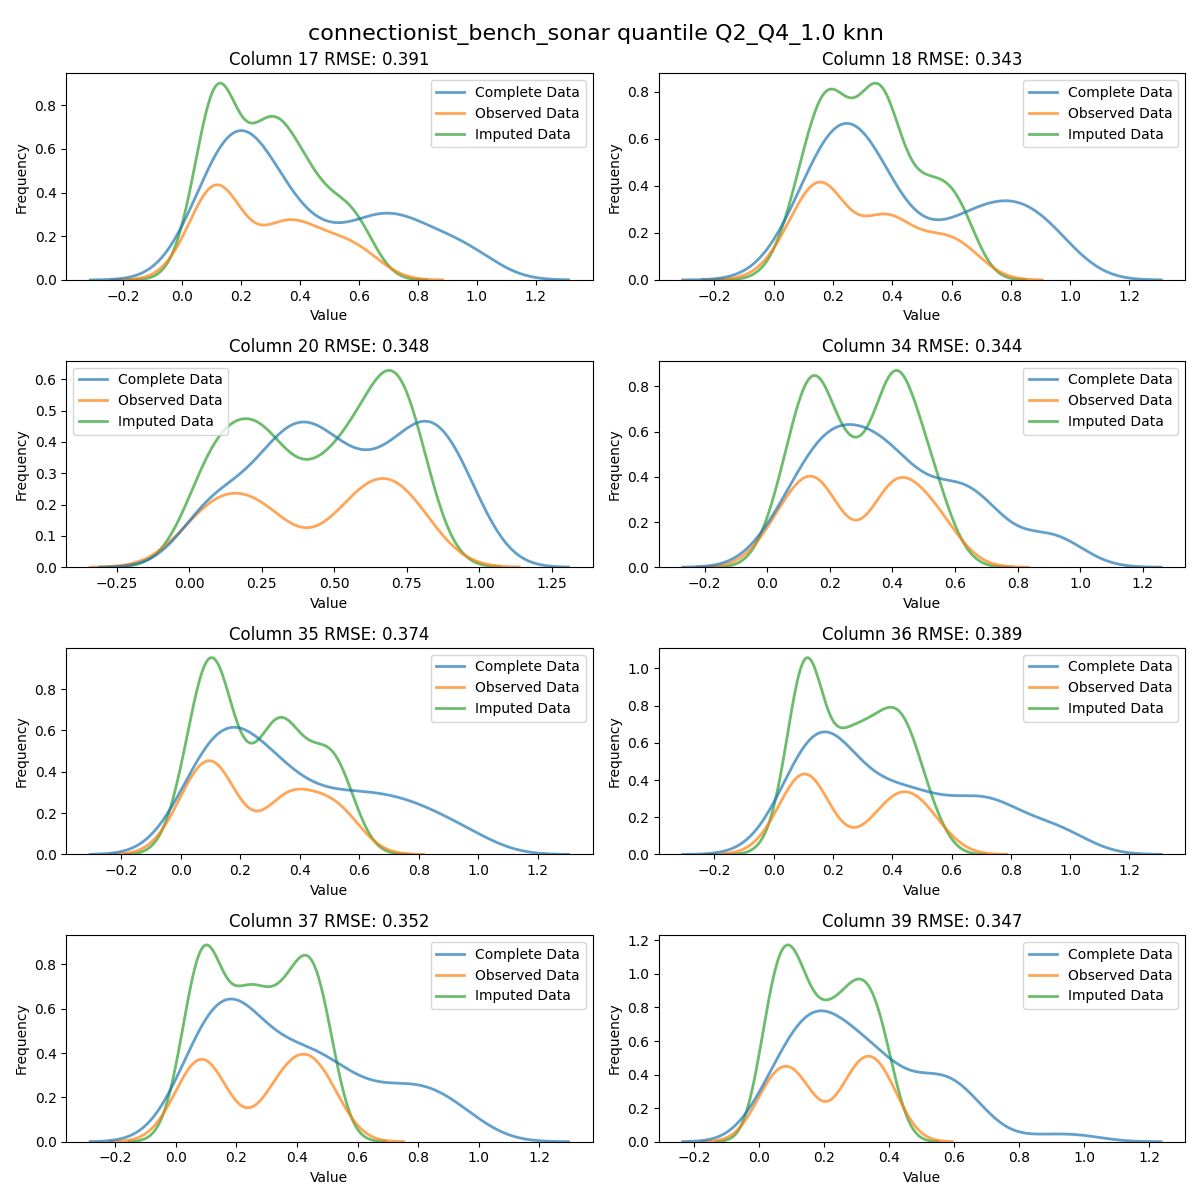 connectionist_bench_sonar quantile Q2_Q4_1.0 knn
Column 17 RMSE: 0.391
Frequency
0.8
0.6
0.4
0.2
0.0
Complete Data
Observed Data
Imputed Data
−0.2 0.0 0.2 0.4 0.6 0.8 1.0 1.2
Value
Column 18 RMSE: 0.343
Frequency
0.8
0.6
0.4
0.2
0.0
Complete Data
Observed Data
Imputed Data
−0.2 0.0 0.2 0.4 0.6 0.8 1.0 1.2
Value
Column 20 RMSE: 0.348
Frequency
0.6
0.5
0.4
0.3
0.2
0.1
0.0
Complete Data
Observed Data
Imputed Data
−0.25 0.00 0.25 0.50 0.75 1.00 1.25
Value
Column 34 RMSE: 0.344
Frequency
0.8
0.6
0.4
0.2
0.0
Complete Data
Observed Data
Imputed Data
−0.2 0.0 0.2 0.4 0.6 0.8 1.0 1.2
Value
Column 35 RMSE: 0.374
Frequency
0.8
0.6
0.4
0.2
0.0
Complete Data
Observed Data
Imputed Data
−0.2 0.0 0.2 0.4 0.6 0.8 1.0 1.2
Value
Column 36 RMSE: 0.389
Frequency
1.0
0.8
0.6
0.4
0.2
0.0
Complete Data
Observed Data
Imputed Data
−0.2 0.0 0.2 0.4 0.6 0.8 1.0 1.2
Value
Column 37 RMSE: 0.352
Frequency
0.8
0.6
0.4
0.2
0.0
Complete Data
Observed Data
Imputed Data
−0.2 0.0 0.2 0.4 0.6 0.8 1.0 1.2
Value
Column 39 RMSE: 0.347
Frequency
1.2
1.0
0.8
0.6
0.4
0.2
0.0
Complete Data
Observed Data
Imputed Data
−0.2 0.0 0.2 0.4 0.6 0.8 1.0 1.2
Value